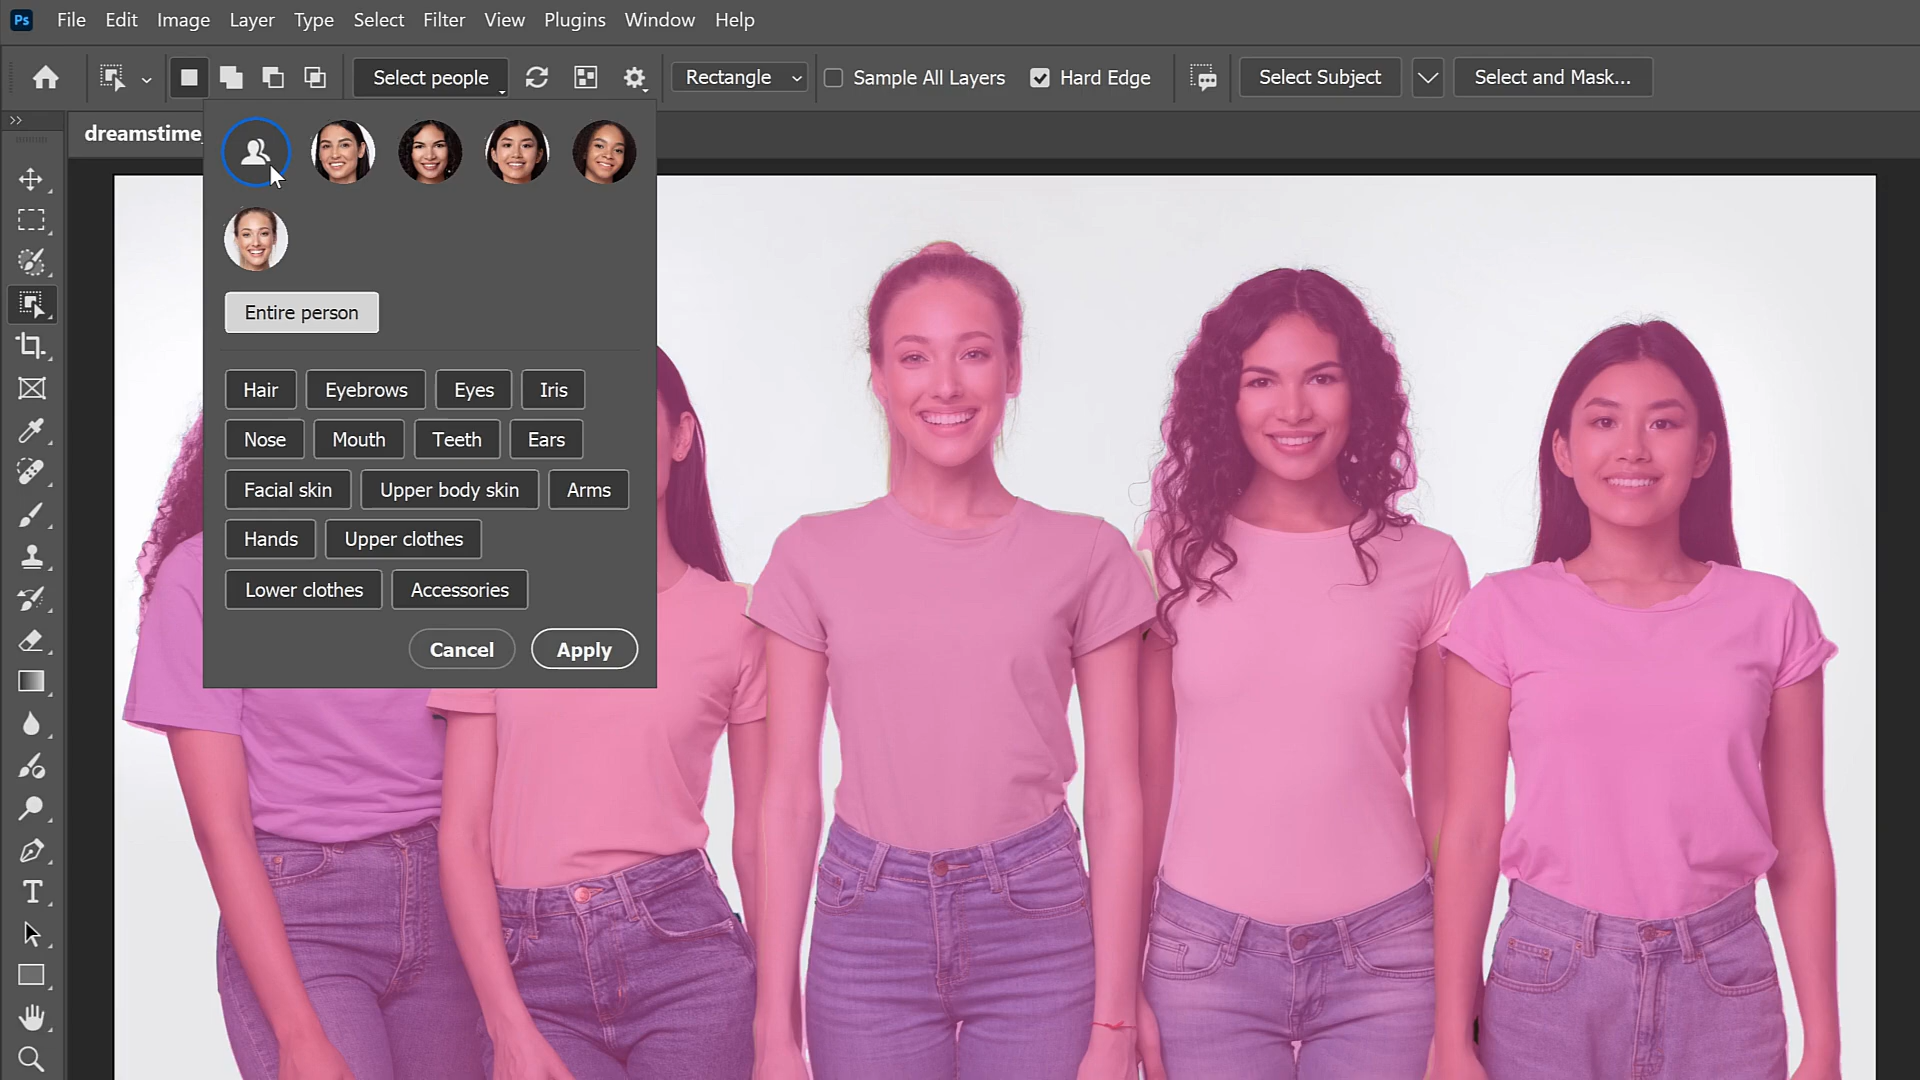 Ps File Edit Image Layer Type Select Filter View Plugins Window Help
Select people Rectangle Sample All Layers Hard Edge Select Subject Select and Mask...
dreamstime_
Entire person
Hair Eyebrows Eyes Iris
Nose Mouth Teeth Ears
Facial skin Upper body skin Arms
Hands Upper clothes
Lower clothes Accessories
Cancel Apply